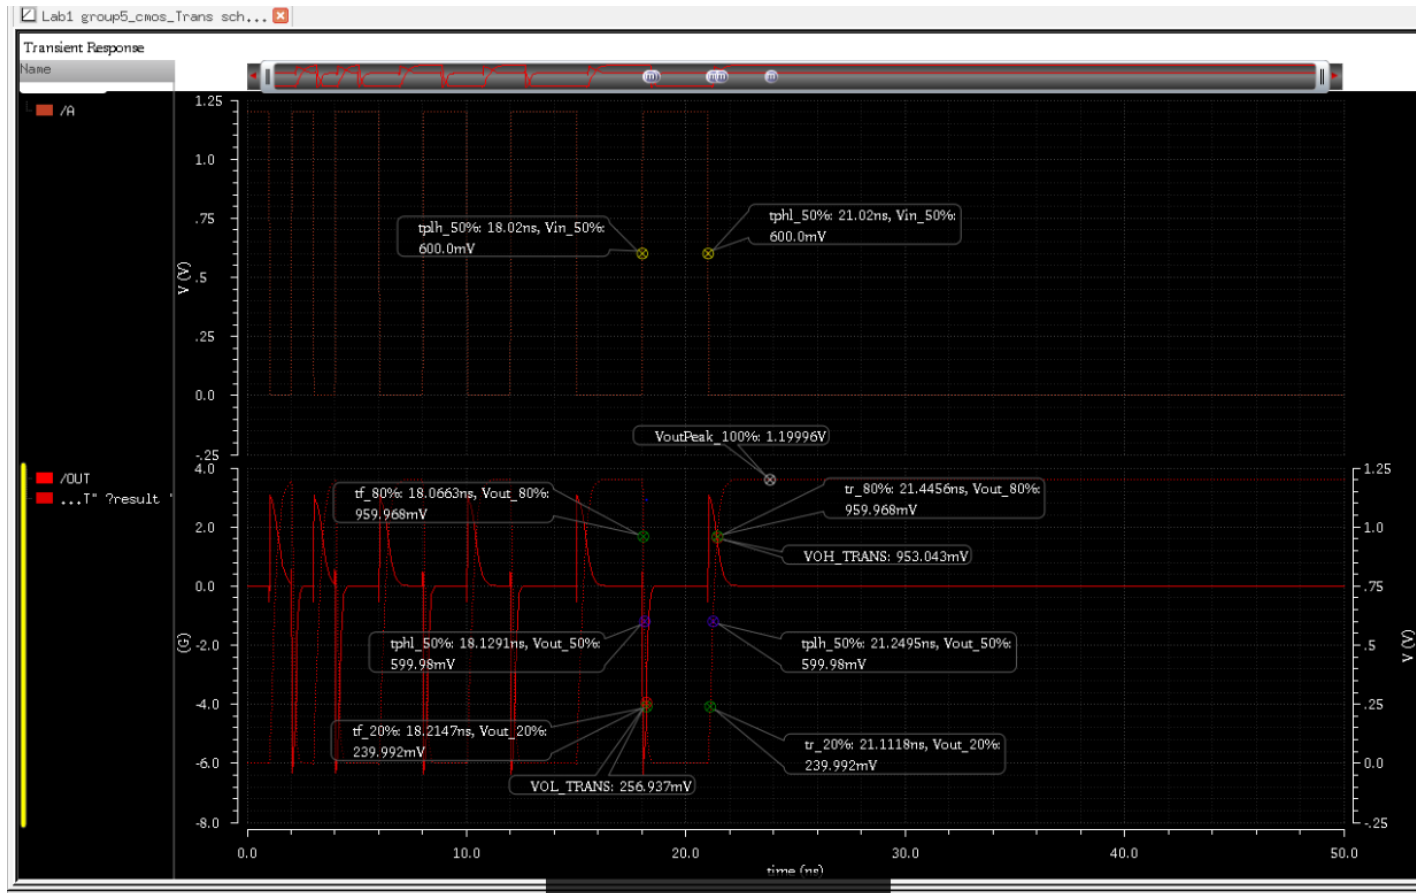 Lab1 group5_cmos_Trans sch...
Transient Response
Name
/A
1.25
1.0
.75
.5
.25
0.0
-.25
V (V)
tplh_50%: 18.02ns, Vin_50%:
600.0mV
tphl_50%: 21.02ns, Vin_50%:
600.0mV
VoutPeak_100%: 1.19996V
/OUT
...T" ?result '
4.0
2.0
0.0
-2.0
-4.0
-6.0
-8.0
(G)
tf_80%: 18.0663ns, Vout_80%:
959.968mV
tr_80%: 21.4456ns, Vout_80%:
959.968mV
VOH_TRANS: 953.043mV
tphl_50%: 18.1291ns, Vout_50%:
599.98mV
tplh_50%: 21.2495ns, Vout_50%:
599.98mV
tf_20%: 18.2147ns, Vout_20%:
239.992mV
tr_20%: 21.1118ns, Vout_20%:
239.992mV
VOL_TRANS: 256.937mV
1.25
1.0
.75
.5
.25
0.0
-.25
V (V)
0.0
10.0
20.0
30.0
40.0
50.0
time (ns)